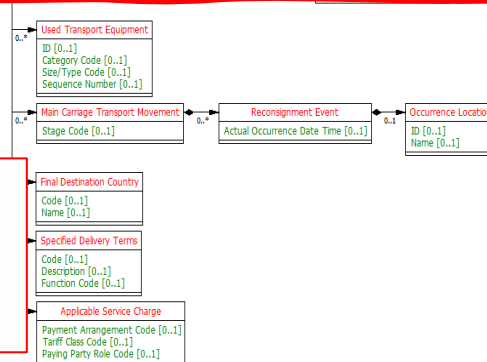 Used Transport Equipment
0..*
ID [0..1]
Category Code [0..1]
Size/Type Code [0..1]
Sequence Number [0..1]
Main Carriage Transport Movement
Reconsignment Event
0..*
0..*
0..1
Stage Code [0..1]
Actual Occurrence Date Time [0..1]
Occurrence
ID [0..1]
Name [0..1]
Final Destination Country
Code [0..1]
Name [0..1]
Specified Delivery Terms
Code [0..1]
Description [0..1]
Function Code [0..1]
Applicable Service Charge
Payment Arrangement Code [0..1]
Tariff Class Code [0..1]
Paying Party Role Code [0..1]